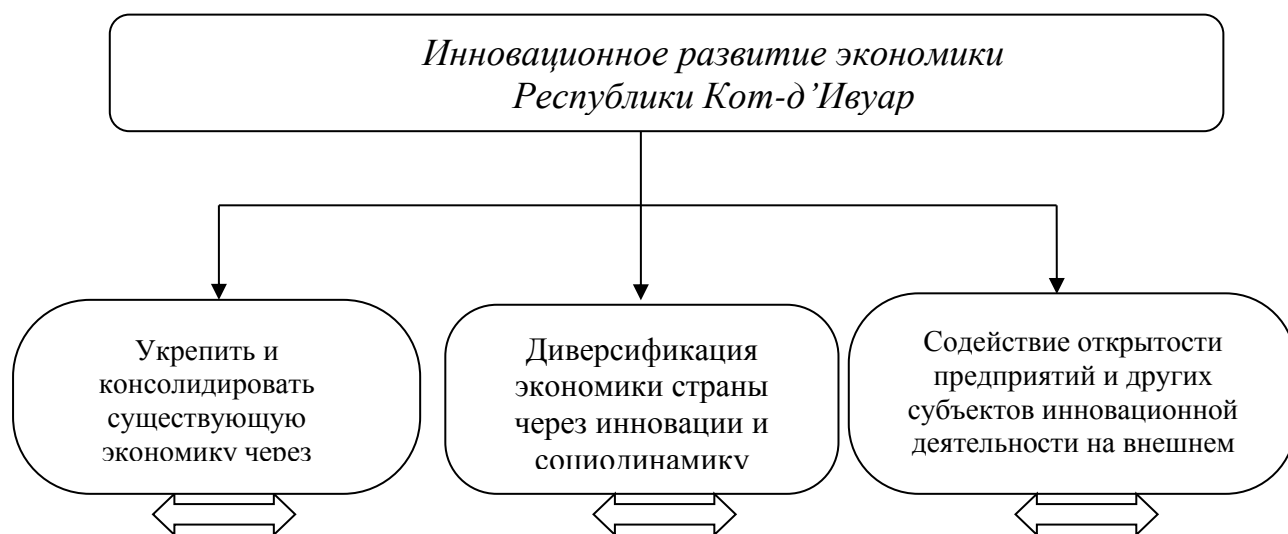 Инновационное развитие экономики
Республики Кот-д’Ивуар
Укрепить и
консолидировать
существующую
экономику через
Диверсификация
экономики страны
через инновации и
социодинамику
Содействие открытости
предприятий и других
субъектов инновационной
деятельности на внешнем